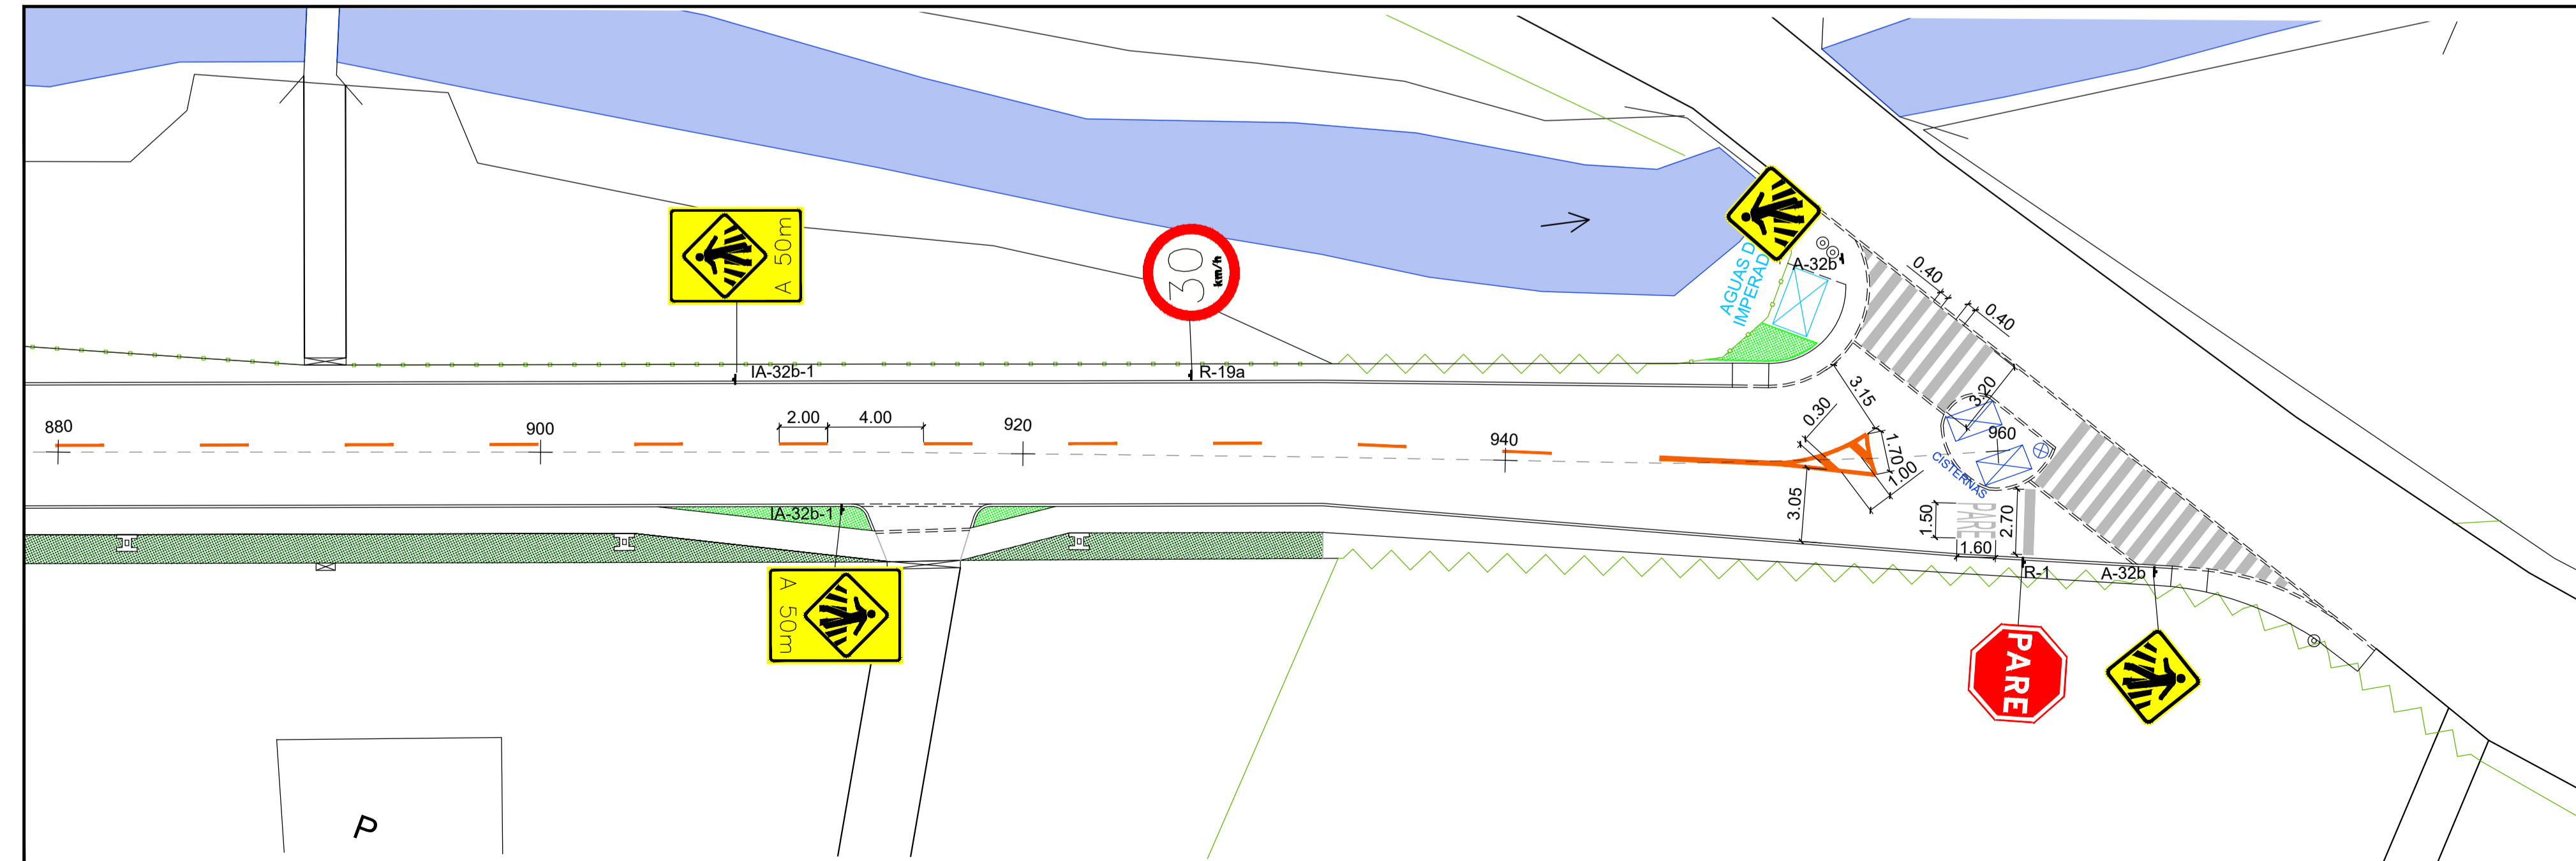 A 50m
30
km/h
AGUAS D
IMPERAD
A-32b
0.40
0.40
IA-32b-1
R-19a
3.15
3.20
0.30
1.70
1.00
2.00
4.00
880
900
920
940
960
CISTERNAS
3.05
1.50
PARE
2.70
1.60
IA-32b-1
R-1
A-32b
A 50m
PARE
P